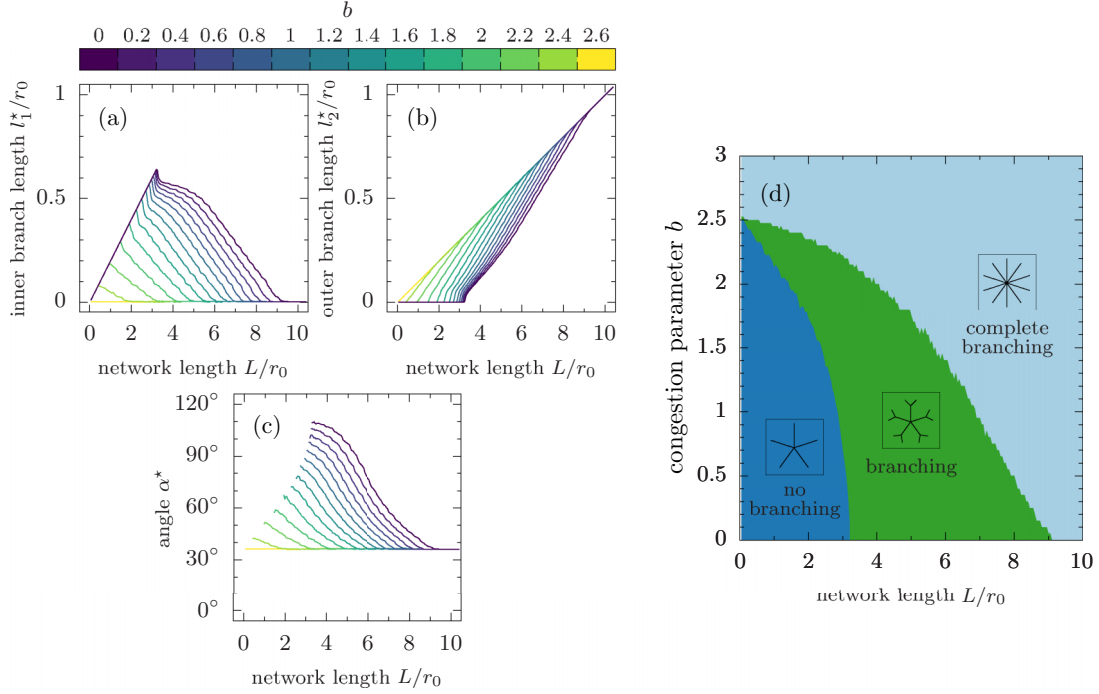 b
0 0.2 0.4 0.6 0.8 1 1.2 1.4 1.6 1.8 2 2.2 2.4 2.6
inner branch length l₁*/r₀
1
0.5
0
(a)
0 2 4 6 8 10
network length L/r₀
outer branch length l₂*/r₀
1
0.5
0
(b)
0 2 4 6 8 10
network length L/r₀
angle α*
120°
90°
60°
30°
0°
(c)
0 2 4 6 8 10
network length L/r₀
congestion parameter b
3
2.5
2
1.5
1
0.5
0
(d)
complete
branching
branching
no
branching
0 2 4 6 8 10
network length L/r₀